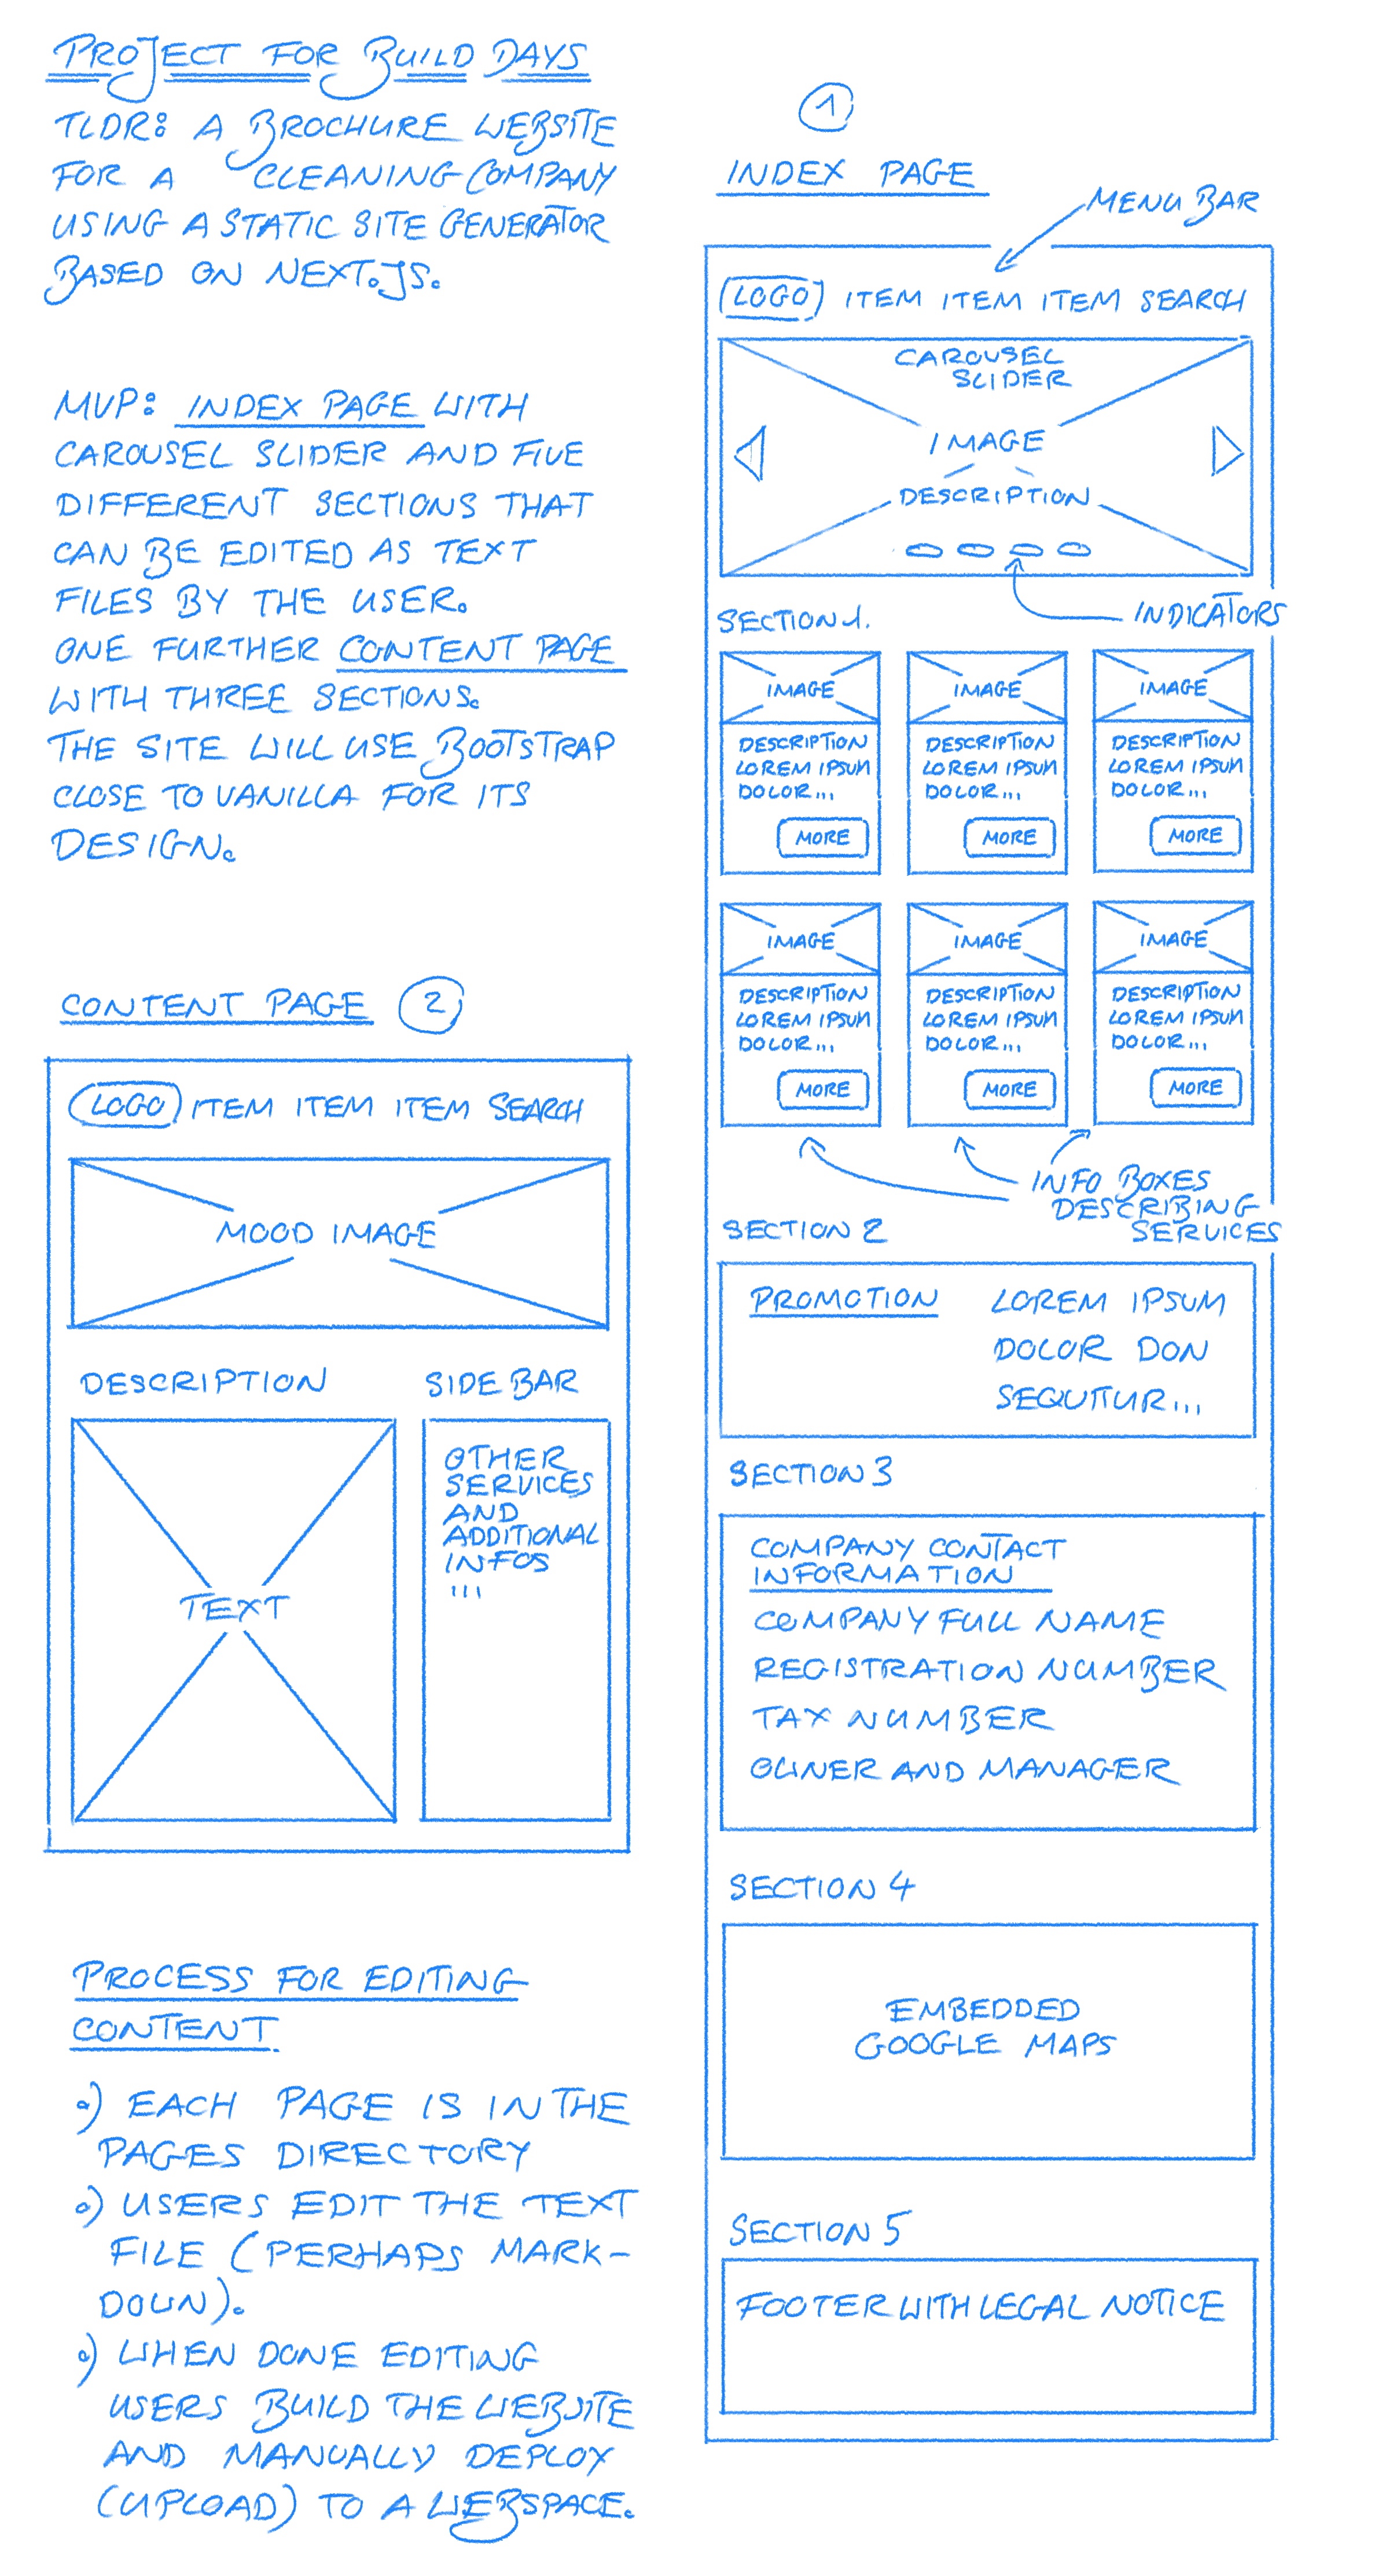 PROJECT FOR BUILD DAYS
TLDR: A BROCHURE WEBSITE
FOR A CLEANING COMPANY
USING A STATIC SITE GENERATOR
BASED ON NEXT.JS.
MVP: INDEX PAGE WITH
CAROUSEL SLIDER AND FIVE
DIFFERENT SECTIONS THAT
CAN BE EDITED AS TEXT
FILES BY THE USER.
ONE FURTHER CONTENT PAGE
WITH THREE SECTIONS.
THE SITE WILL USE BOOTSTRAP
CLOSE TO VANILLA FOR ITS
DESIGN.
CONTENT PAGE 2
LOGO ITEM ITEM ITEM SEARCH
MOOD IMAGE
DESCRIPTION
TEXT
SIDE BAR
OTHER
SERVICES
AND
ADDITIONAL
INFOS
...
PROCESS FOR EDITING
CONTENT
EACH PAGE IS IN THE
PAGES DIRECTORY
USERS EDIT THE TEXT
FILE (PERHAPS MARK-
DOWN).
WHEN DONE EDITING
USERS BUILD THE WEBSITE
AND MANUALLY DEPLOY
(UPLOAD) TO A WEBSPACE.
1
INDEX PAGE
MENU BAR
LOGO ITEM ITEM ITEM SEARCH
CAROUSEL
SLIDER
IMAGE
DESCRIPTION
INDICATORS
SECTION 1.
IMAGE
DESCRIPTION
LOREM IPSUM
DOLOR...
MORE
IMAGE
DESCRIPTION
LOREM IPSUM
DOLOR...
MORE
IMAGE
DESCRIPTION
LOREM IPSUM
DOLOR...
MORE
IMAGE
DESCRIPTION
LOREM IPSUM
DOLOR...
MORE
IMAGE
DESCRIPTION
LOREM IPSUM
DOLOR...
MORE
IMAGE
DESCRIPTION
LOREM IPSUM
DOLOR...
MORE
INFO BOXES
DESCRIBING
SERVICES
SECTION 2
PROMOTION
LOREM IPSUM
DOLOR DON
SEQUITUR...
SECTION 3
COMPANY CONTACT
INFORMATION
COMPANY FULL NAME
REGISTRATION NUMBER
TAX NUMBER
OWNER AND MANAGER
SECTION 4
EMBEDDED
GOOGLE MAPS
SECTION 5
FOOTER WITH LEGAL NOTICE